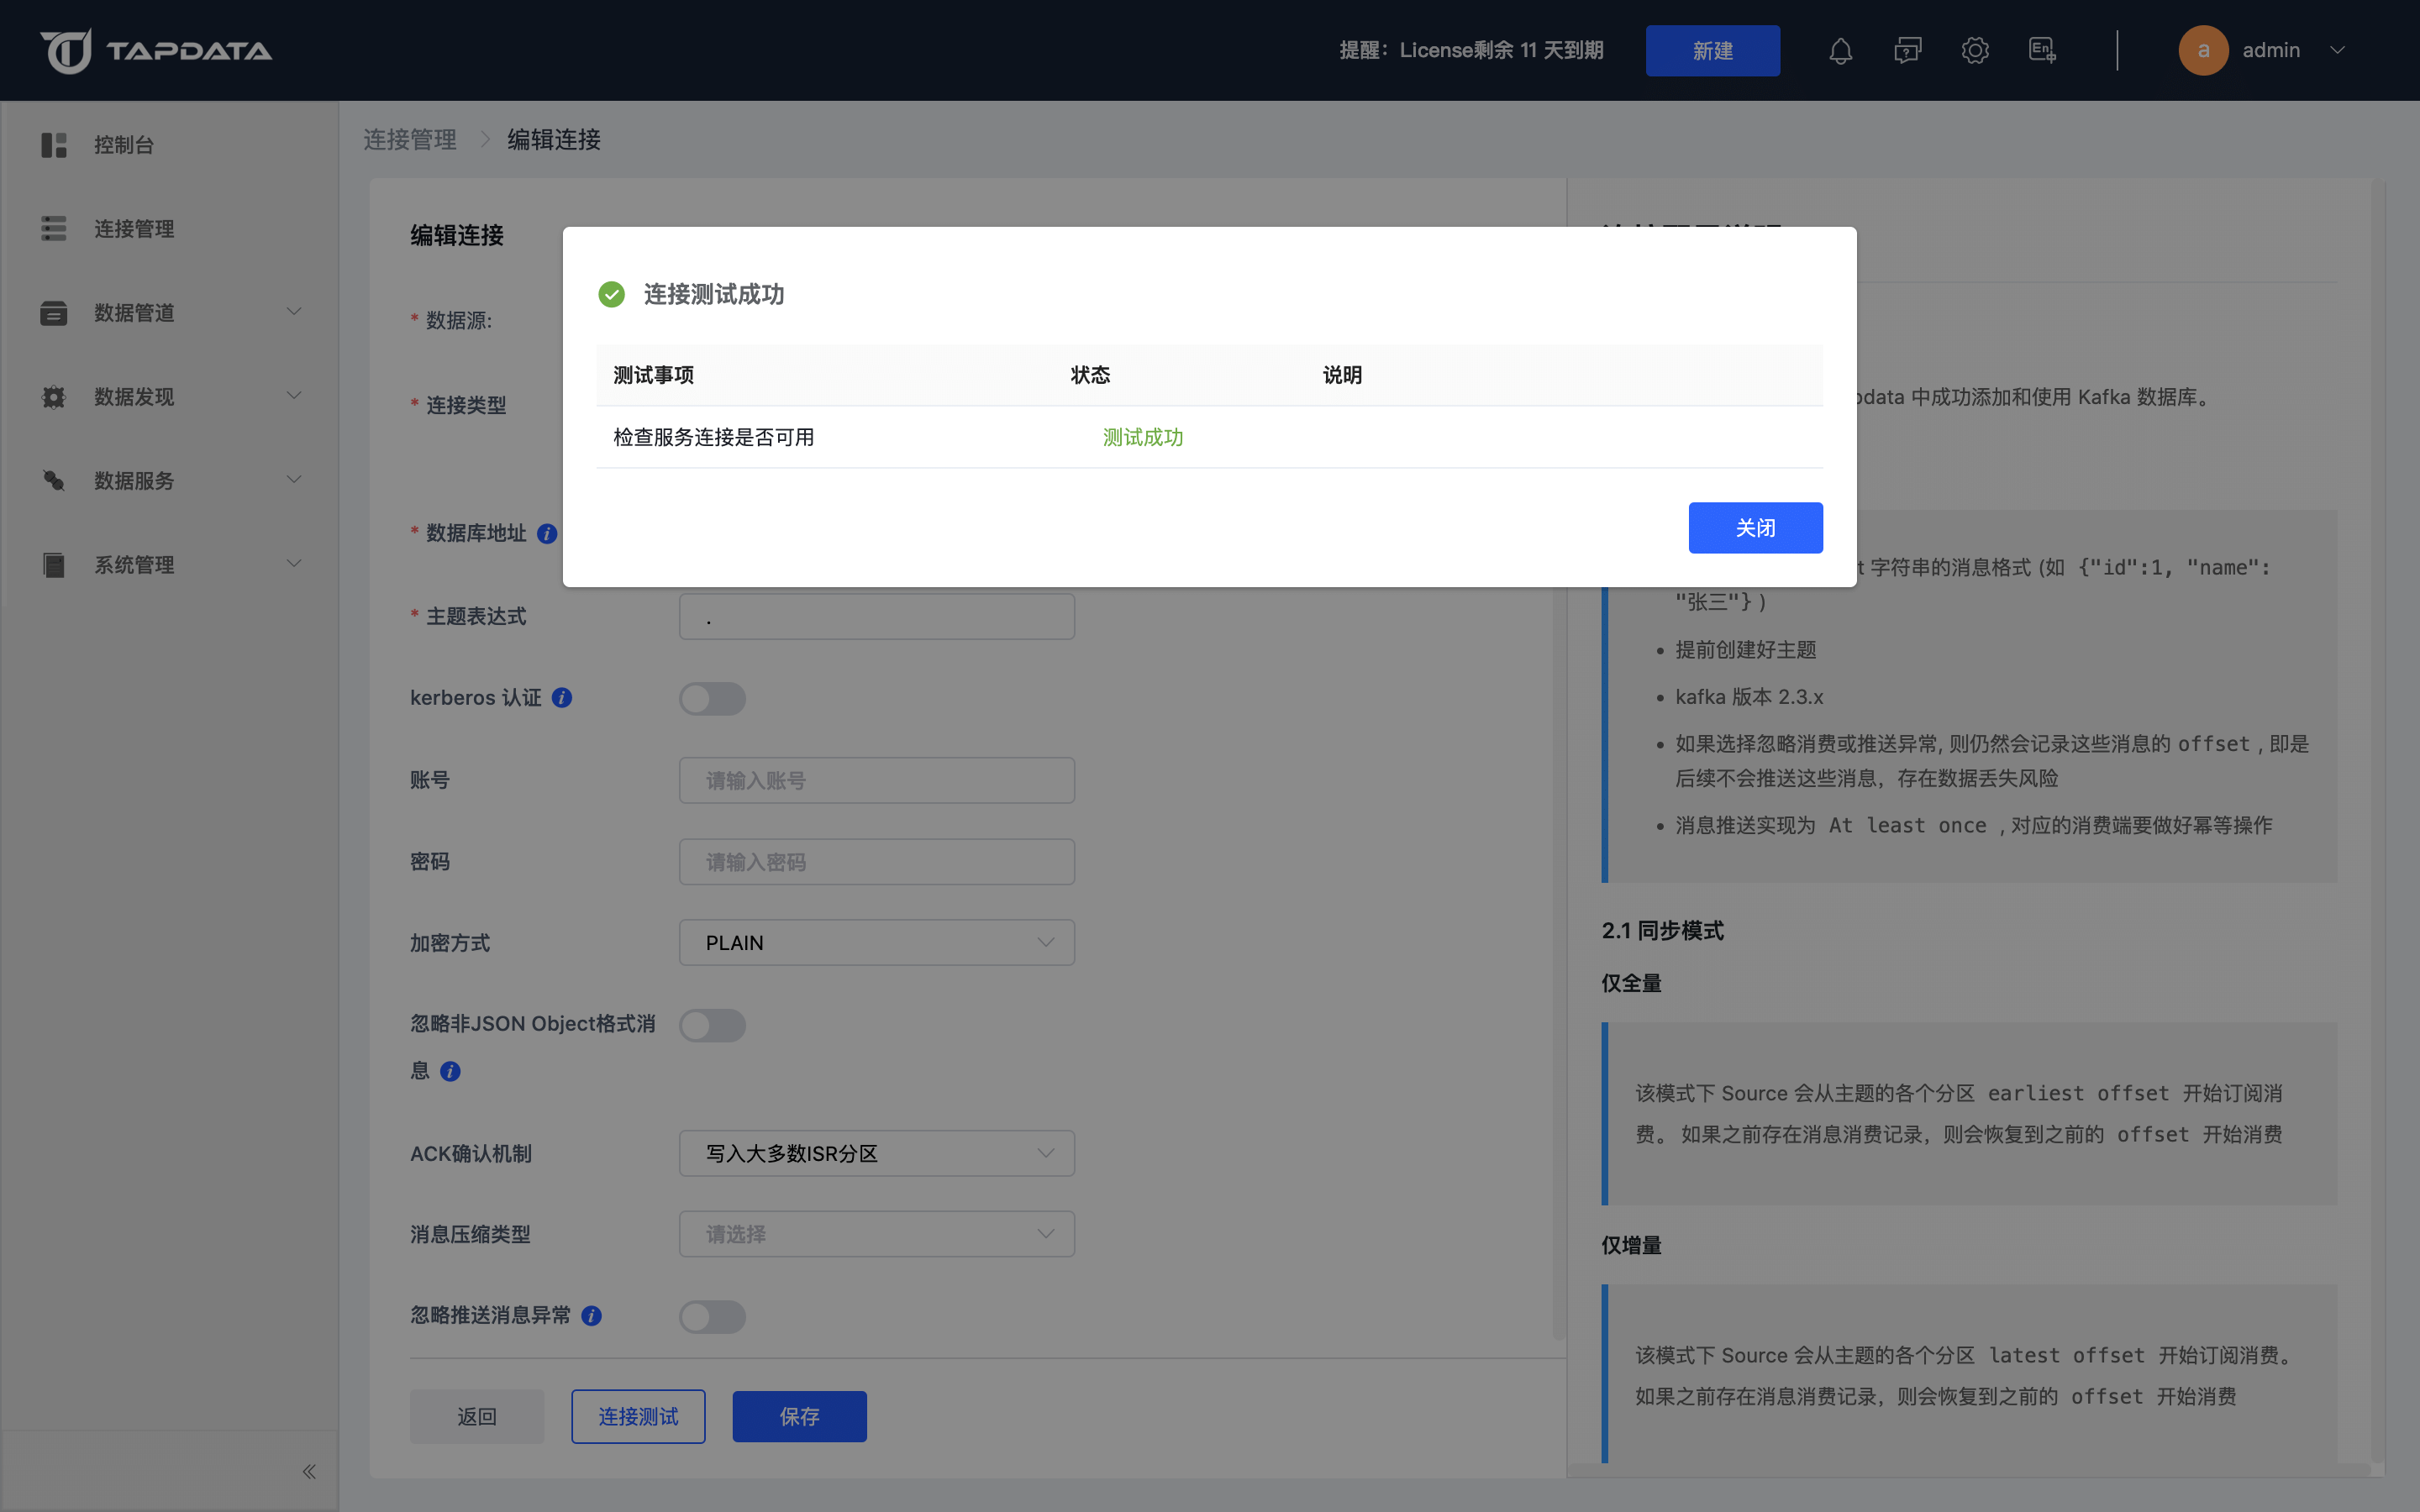 TAPDATA
提醒：License剩余 11 天到期
新建
En
a
admin
控制台
连接管理
数据管道
数据发现
数据服务
系统管理
连接管理
编辑连接
编辑连接
* 数据源:
* 连接类型
* 数据库地址
* 主题表达式
.
kerberos 认证
账号
请输入账号
密码
请输入密码
加密方式
PLAIN
忽略非JSON Object格式消
息
ACK确认机制
写入大多数ISR分区
消息压缩类型
请选择
忽略推送消息异常
返回
连接测试
保存
连接测试成功
测试事项
状态
说明
检查服务连接是否可用
测试成功
关闭
data 中成功添加和使用 Kafka 数据库。
t 字符串的消息格式 (如 {"id":1, "name":
"张三"} )
• 提前创建好主题
• kafka 版本 2.3.x
• 如果选择忽略消费或推送异常, 则仍然会记录这些消息的 offset , 即是
后续不会推送这些消息，存在数据丢失风险
• 消息推送实现为 At least once , 对应的消费端要做好幂等操作
2.1 同步模式
仅全量
该模式下 Source 会从主题的各个分区 earliest offset 开始订阅消
费。 如果之前存在消息消费记录，则会恢复到之前的 offset 开始消费
仅增量
该模式下 Source 会从主题的各个分区 latest offset 开始订阅消费。
如果之前存在消息消费记录，则会恢复到之前的 offset 开始消费